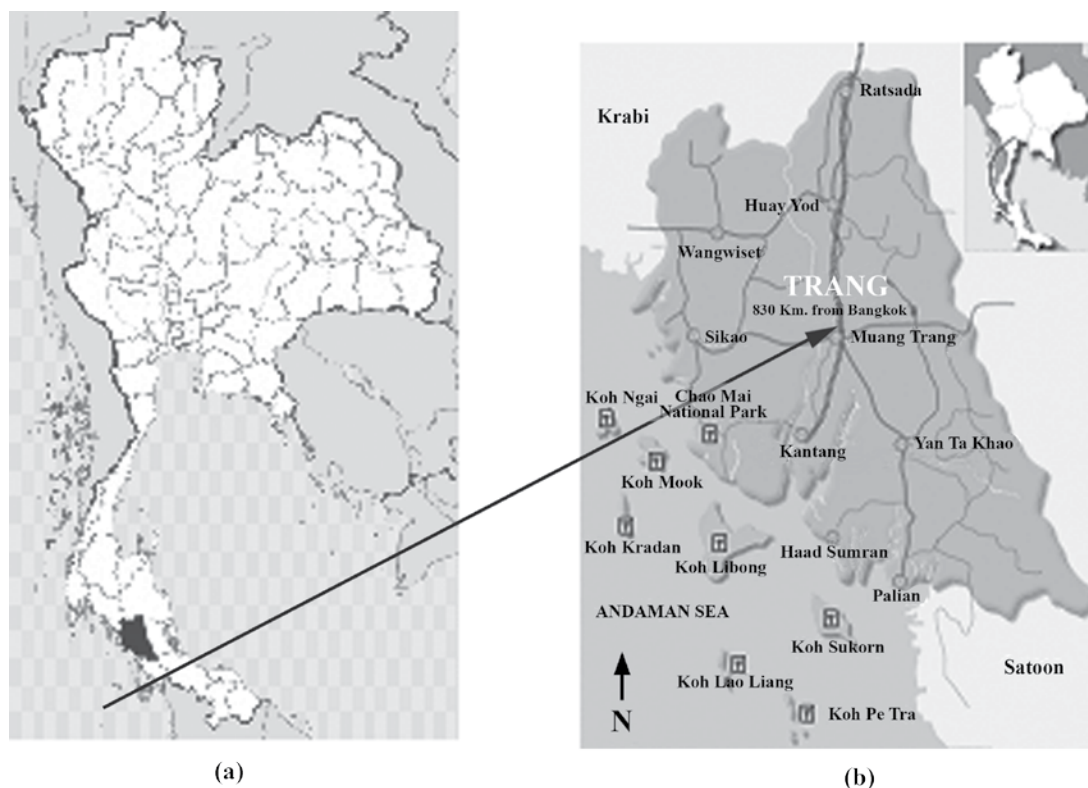 Ratsada
Krabi
Huay Yod
Wangwiset
TRANG
830 Km. from Bangkok
Sikao
Muang Trang
Koh Ngai
Chao Mai
National Park
Kantang
Yan Ta Khao
Koh Mook
Koh Kradan
Koh Libong
Haad Sumran
Palian
ANDAMAN SEA
Koh Sukorn
Koh Lao Liang
Satoon
N
Koh Pe Tra
(a)
(b)